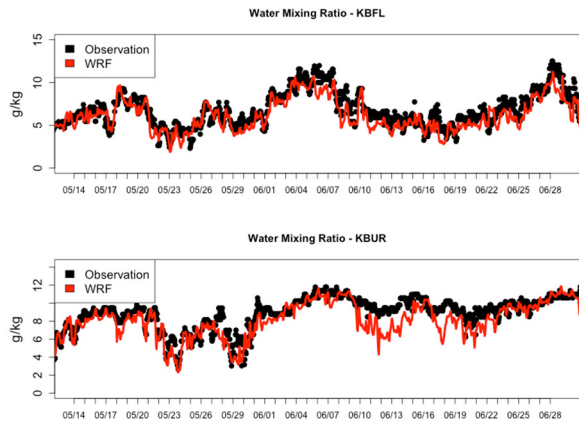 Water Mixing Ratio - KBFL
15
10
5
0
g/kg
Observation
WRF
05/14 05/17 05/20 05/23 05/26 05/29 06/01 06/04 06/07 06/10 06/13 06/16 06/19 06/22 06/25 06/28
Water Mixing Ratio - KBUR
12
8
6
4
2
0
g/kg
Observation
WRF
05/14 05/17 05/20 05/23 05/26 05/29 06/01 06/04 06/07 06/10 06/13 06/16 06/19 06/22 06/25 06/28